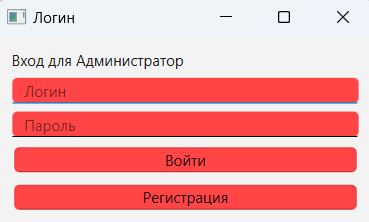 Логин
Вход для Администратор
Логин
Пароль
Войти
Регистрация